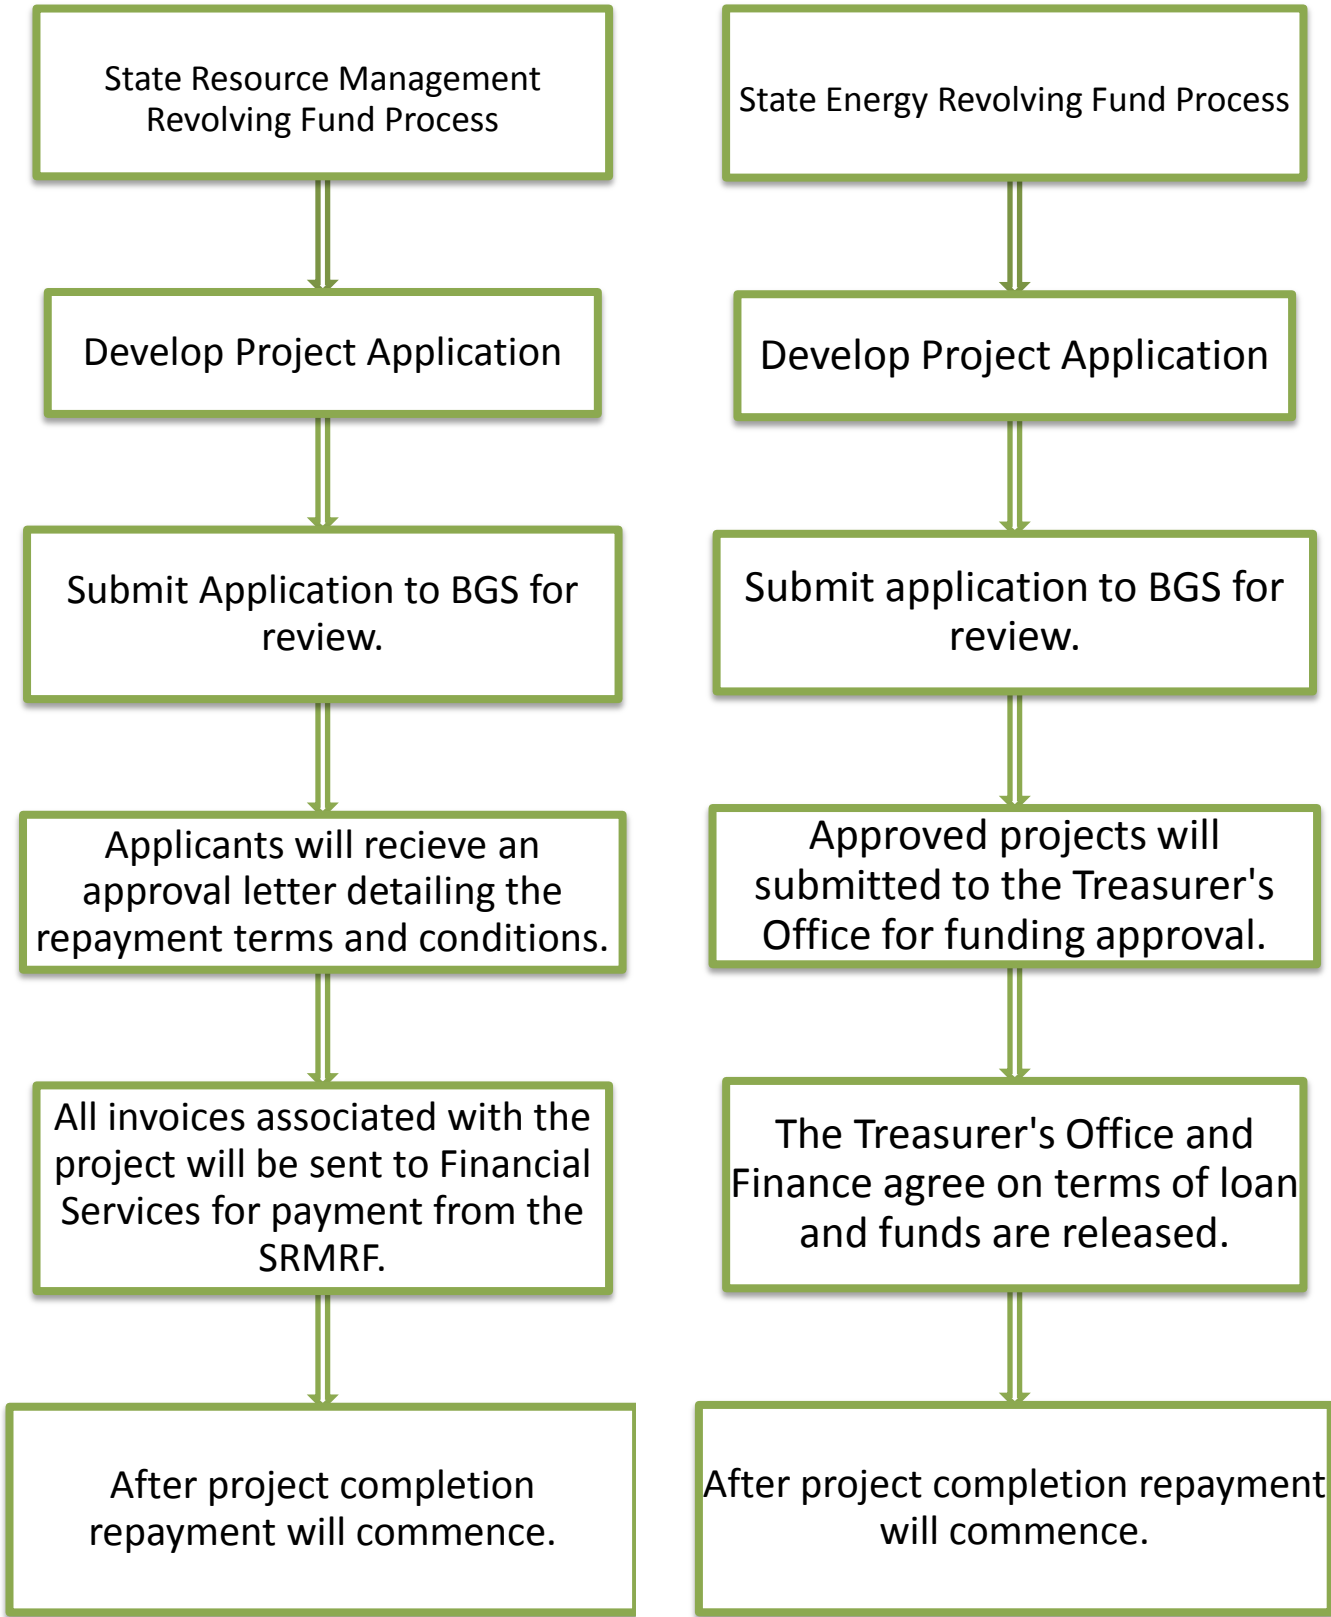 State Resource Management
Revolving Fund Process
Develop Project Application
Submit Application to BGS for
review.
Applicants will recieve an
approval letter detailing the
repayment terms and conditions.
All invoices associated with the
project will be sent to Financial
Services for payment from the
SRMRF.
After project completion
repayment will commence.
State Energy Revolving Fund Process
Develop Project Application
Submit application to BGS for
review.
Approved projects will
submitted to the Treasurer's
Office for funding approval.
The Treasurer's Office and
Finance agree on terms of loan
and funds are released.
After project completion repayment
will commence.